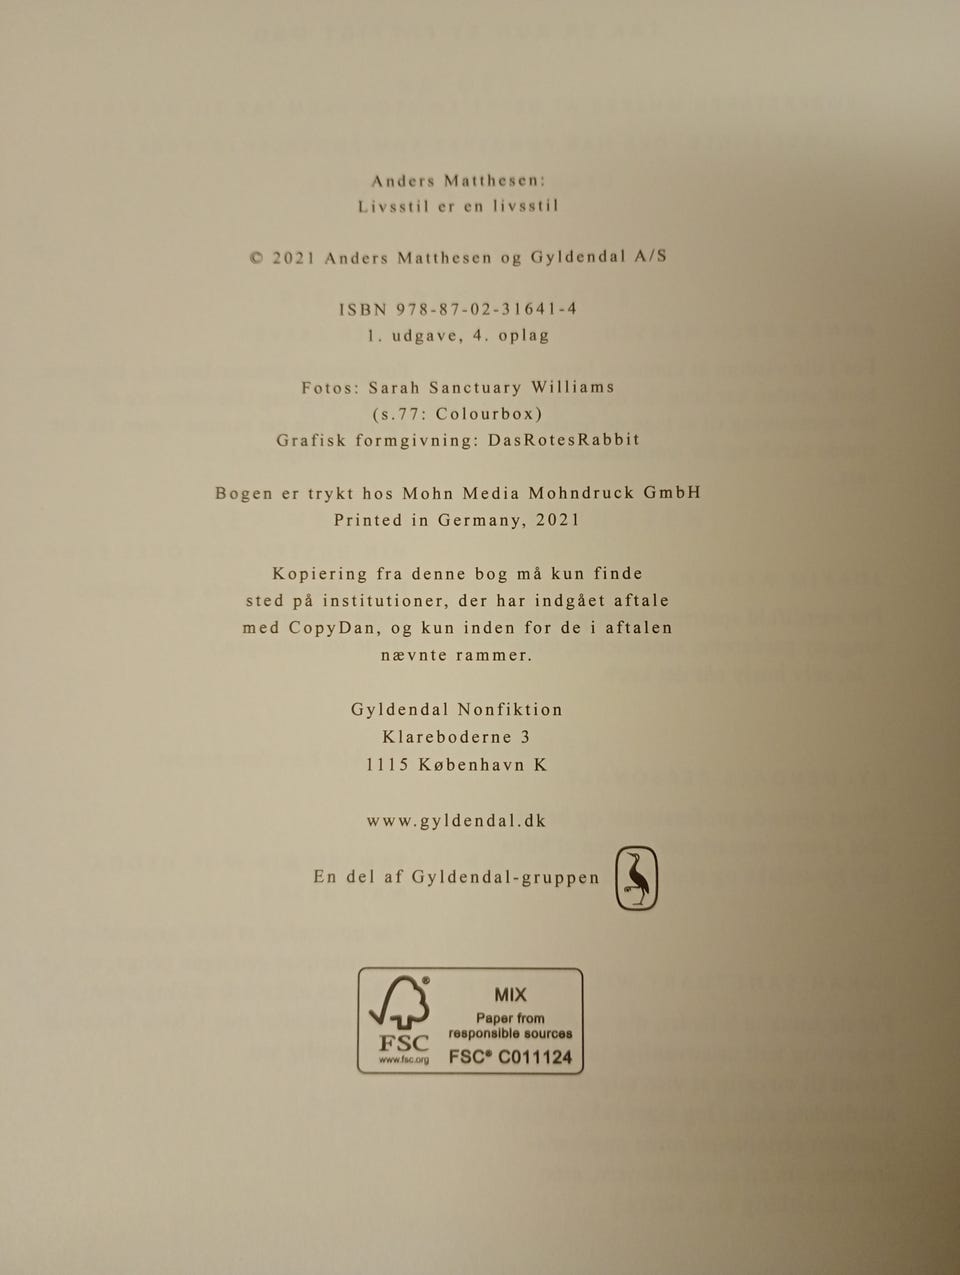 Anders Matthesen:
Livsstil er en livsstil
© 2021 Anders Matthesen og Gyldendal A/S
ISBN 978-87-02-31641-4
1. udgave, 4. oplag
Fotos: Sarah Sanctuary Williams
(s.77: Colourbox)
Grafisk formgivning: DasRotesRabbit
Bogen er trykt hos Mohn Media Mohndruck GmbH
Printed in Germany, 2021
Kopiering fra denne bog må kun finde
sted på institutioner, der har indgået aftale
med CopyDan, og kun inden for de i aftalen
nævnte rammer.
Gyldendal Nonfiktion
Klareboderne 3
1115 København K
www.gyldendal.dk
En del af Gyldendal-gruppen
®
FSC
www.fsc.org
MIX
Paper from
responsible sources
FSC® C011124